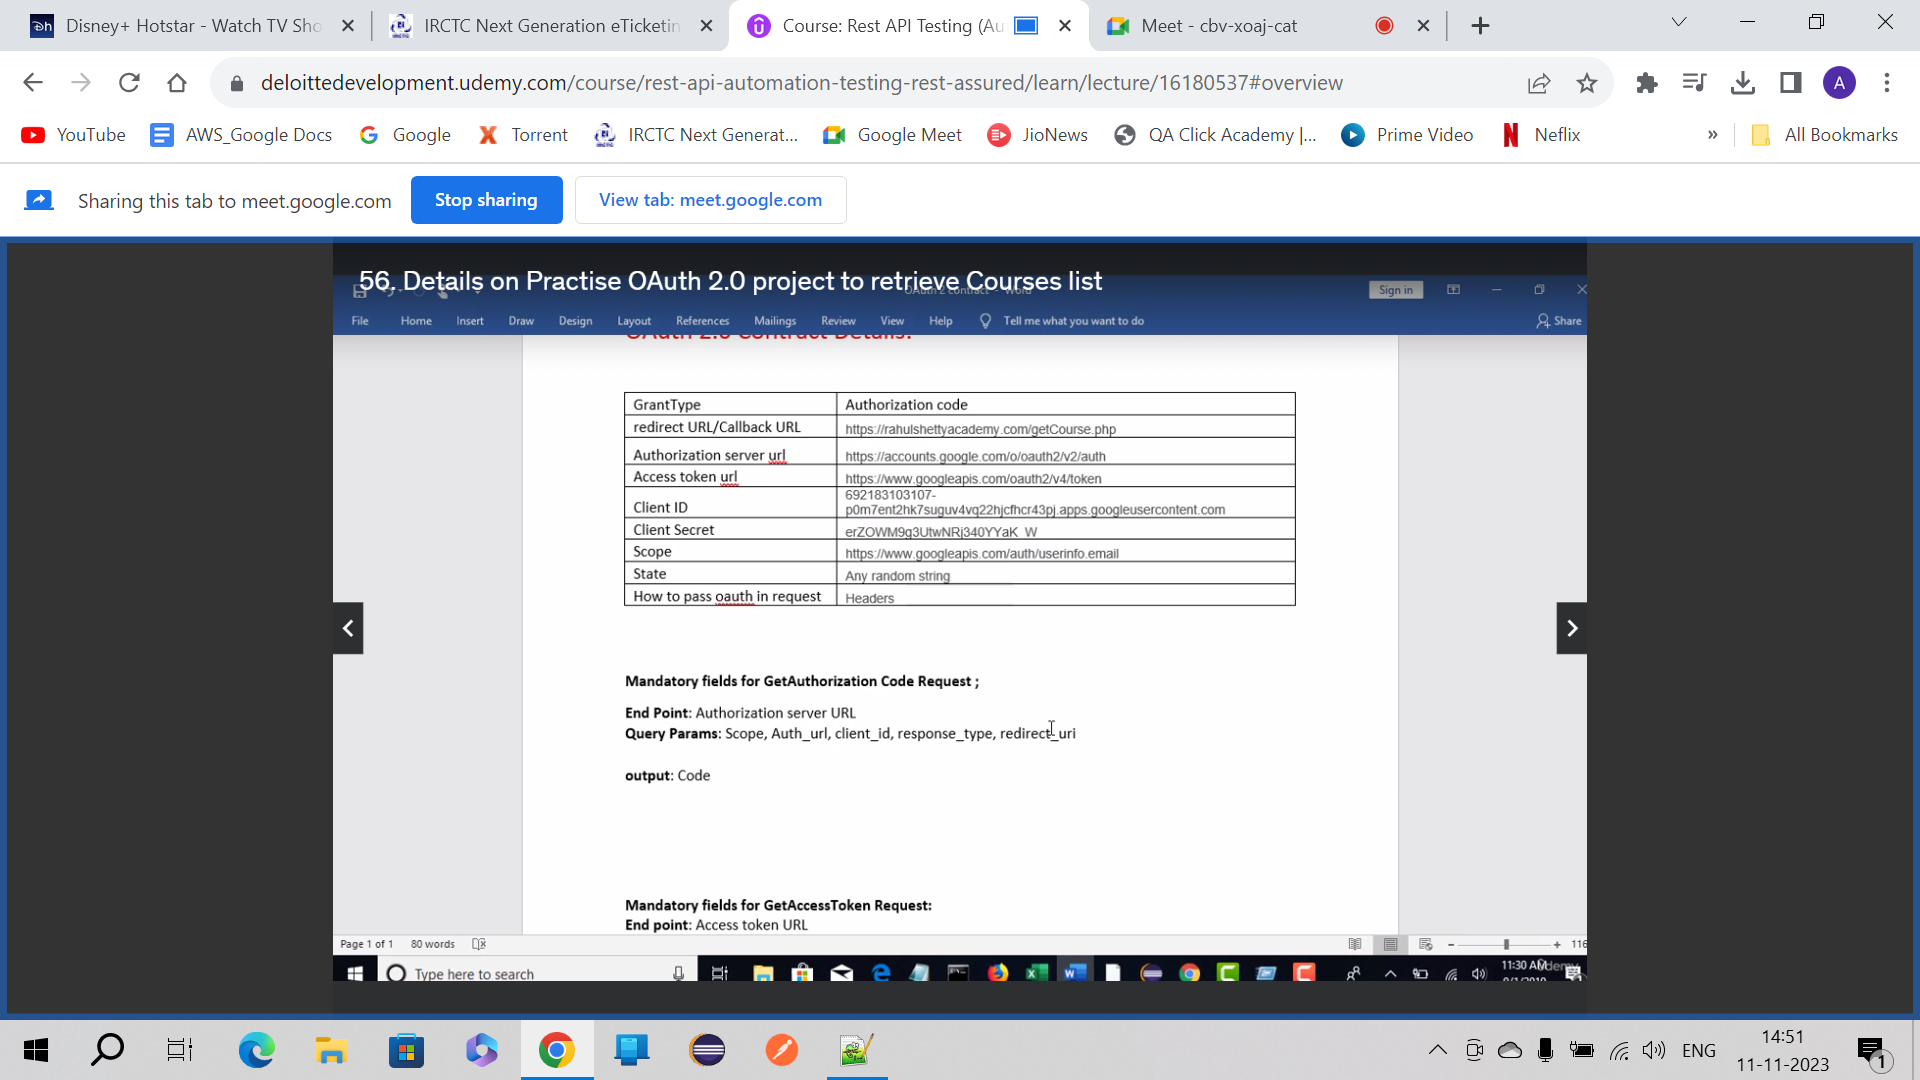 Disney+ Hotstar - Watch TV Sho
IRCTC Next Generation eTicketin
Course: Rest API Testing (Au
Meet - cbv-xoaj-cat
deloittedevelopment.udemy.com/course/rest-api-automation-testing-rest-assured/learn/lecture/16180537#overview
A
YouTube
AWS_Google Docs
Google
Torrent
IRCTC Next Generat...
Google Meet
JioNews
QA Click Academy |...
Prime Video
Neflix
»
All Bookmarks
Sharing this tab to meet.google.com
Stop sharing
View tab: meet.google.com
56. Details on Practise OAuth 2.0 project to retrieve Courses list
Sign in
File Home Insert Draw Design Layout References Mailings Review View Help Tell me what you want to do Share
OAuth 2.0 Contract Details:
GrantType Authorization code
redirect URL/Callback URL https://rahulshettyacademy.com/getCourse.php
Authorization server url https://accounts.google.com/o/oauth2/v2/auth
Access token url https://www.googleapis.com/oauth2/v4/token
692183103107-
Client ID p0m7ent2hk7suguv4vq22hjcfhcr43pj.apps.googleusercontent.com
Client Secret erZOWM9g3UtwNRj340YYaK_W
Scope https://www.googleapis.com/auth/userinfo.email
State Any random string
How to pass oauth in request Headers
Mandatory fields for GetAuthorization Code Request ;
End Point: Authorization server URL
Query Params: Scope, Auth_url, client_id, response_type, redirect_uri
output: Code
Mandatory fields for GetAccessToken Request:
End point: Access token URL
Page 1 of 1 80 words
116
Type here to search
11:30 AM
ENG
14:51
11-11-2023
1